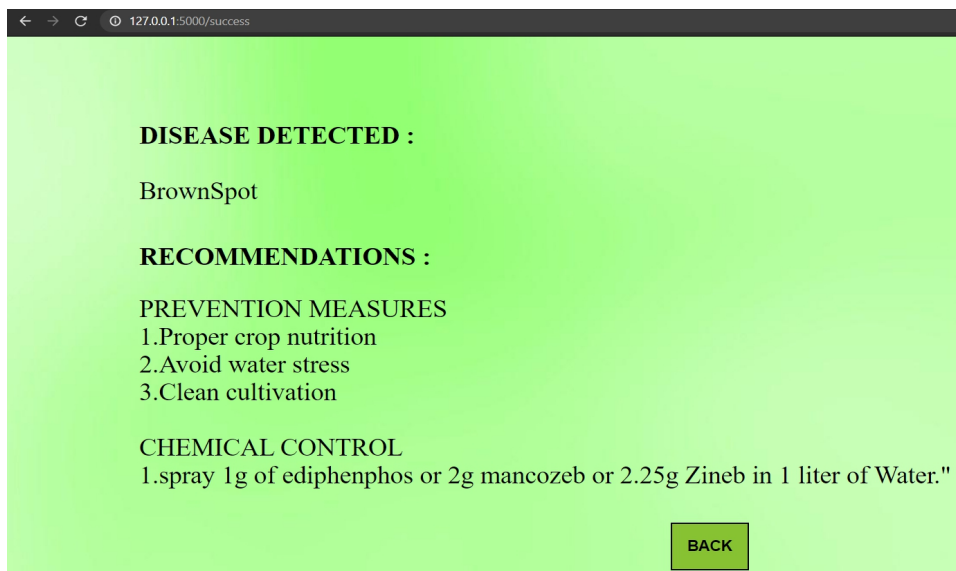 127.0.0.1:5000/success
DISEASE DETECTED :
BrownSpot
RECOMMENDATIONS :
PREVENTION MEASURES
1.Proper crop nutrition
2.Avoid water stress
3.Clean cultivation
CHEMICAL CONTROL
1.spray 1g of ediphenphos or 2g mancozeb or 2.25g Zineb in 1 liter of Water."
BACK